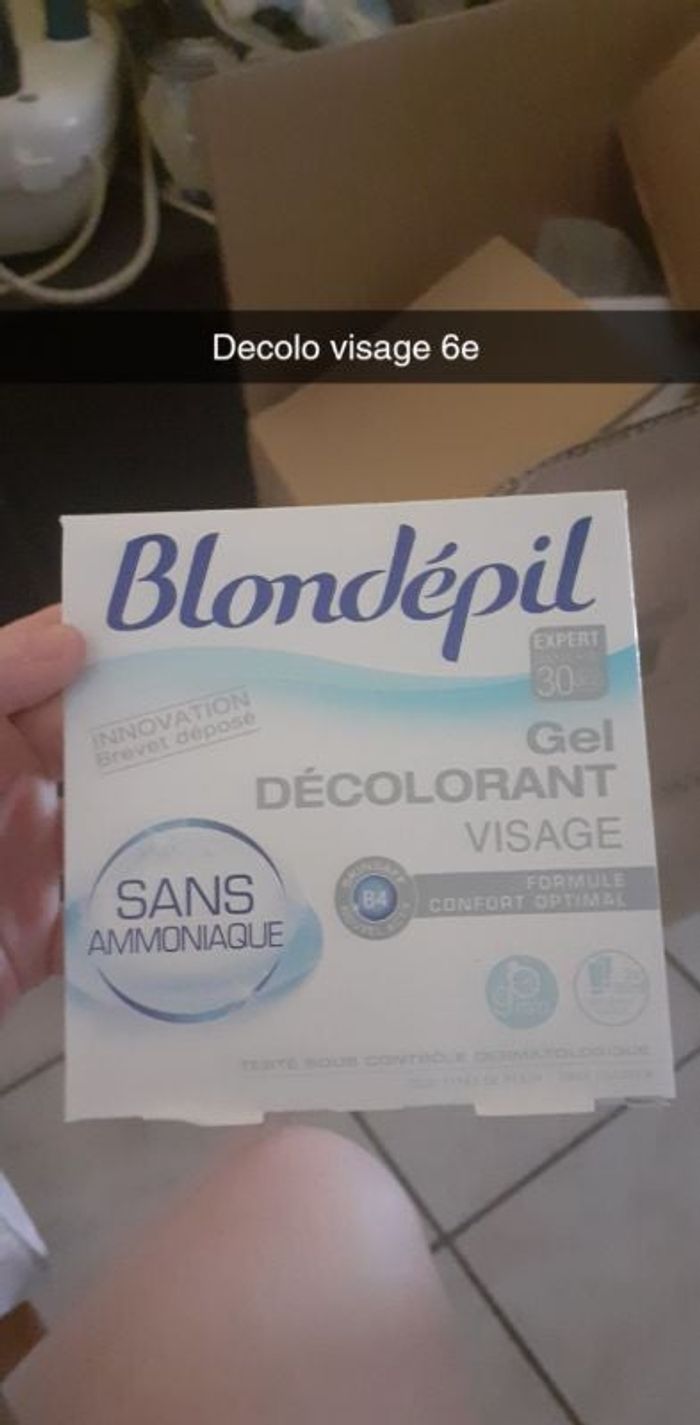 Decolo visage 6e
Blondépil
EXPERT
30
INNOVATION
Brevet déposé
Gel
DÉCOLORANT
VISAGE
SANS
AMMONIAQUE
B4
FORMULE
CONFORT OPTIMAL
TESTÉ SOUS CONTRÔLE DERMATOLOGIQUE